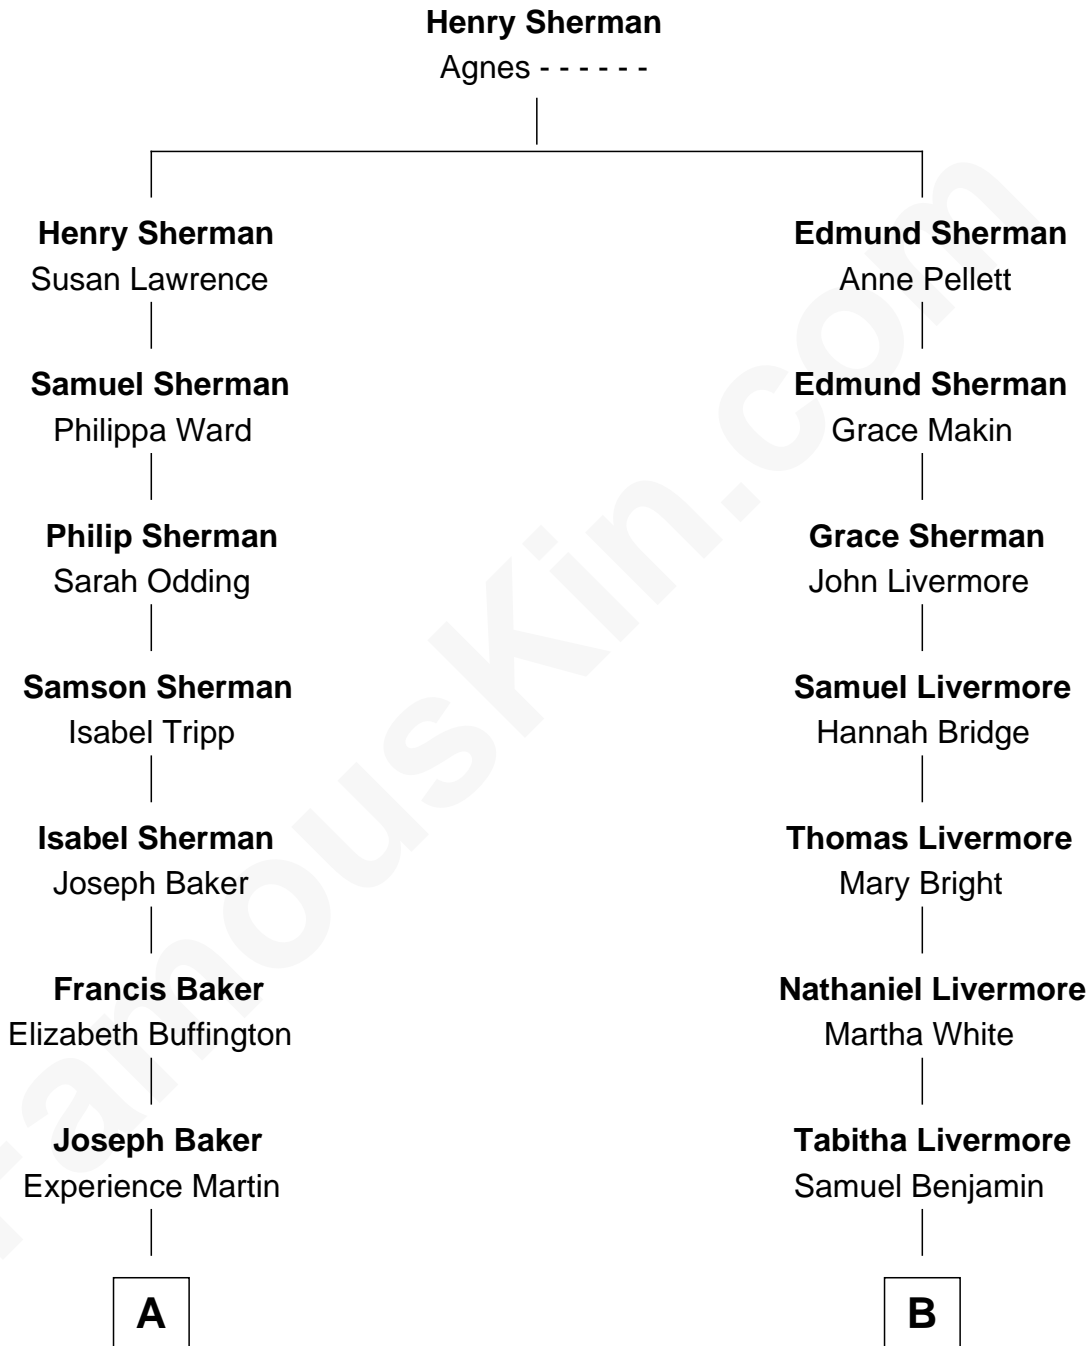 Henry Sherman
Agnes - - - - - -
Henry Sherman
Susan Lawrence
Edmund Sherman
Anne Pellett
Samuel Sherman
Philippa Ward
Edmund Sherman
Grace Makin
Philip Sherman
Sarah Odding
Grace Sherman
John Livermore
Samson Sherman
Isabel Tripp
Samuel Livermore
Hannah Bridge
Isabel Sherman
Joseph Baker
Thomas Livermore
Mary Bright
Francis Baker
Elizabeth Buffington
Nathaniel Livermore
Martha White
Joseph Baker
Experience Martin
Tabitha Livermore
Samuel Benjamin
A
B
FamousKin.com